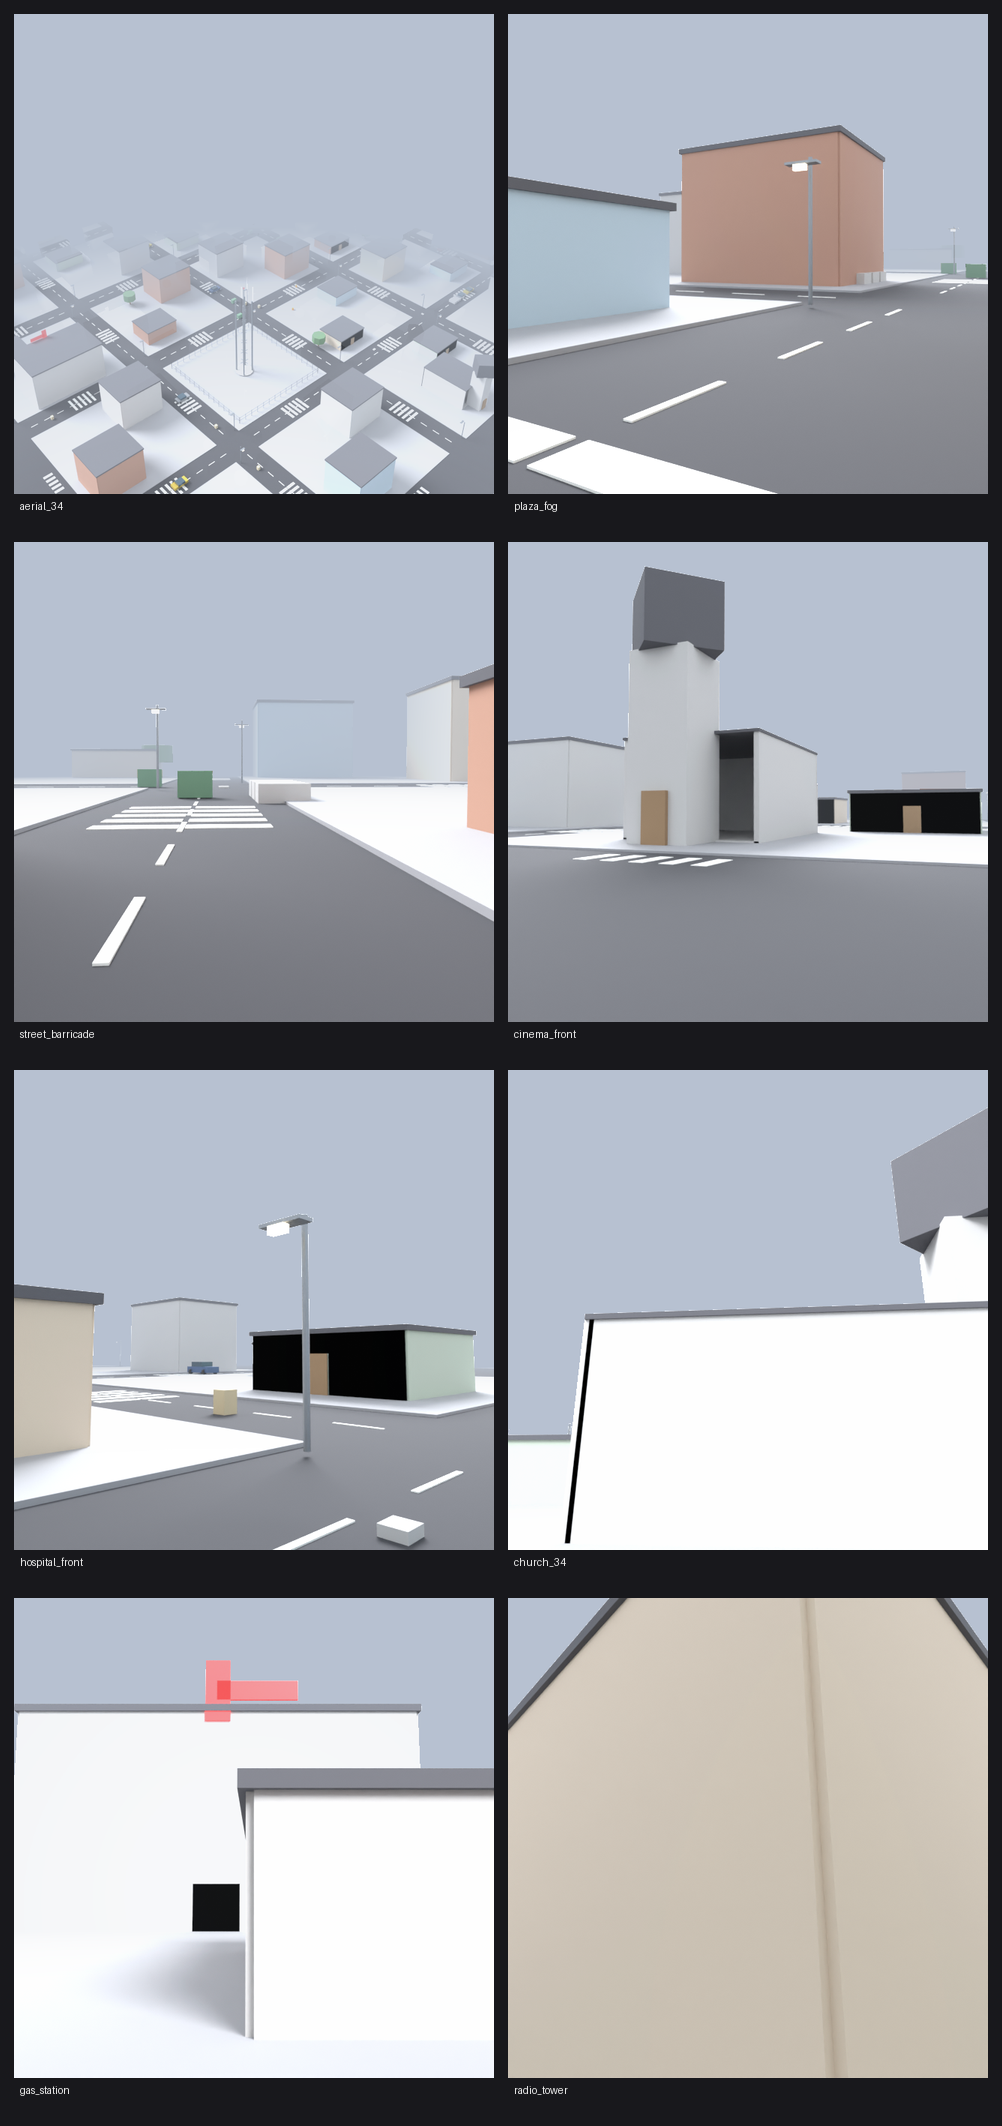 aerial_34
plaza_fog
street_barricade
cinema_front
hospital_front
church_34
gas_station
radio_tower